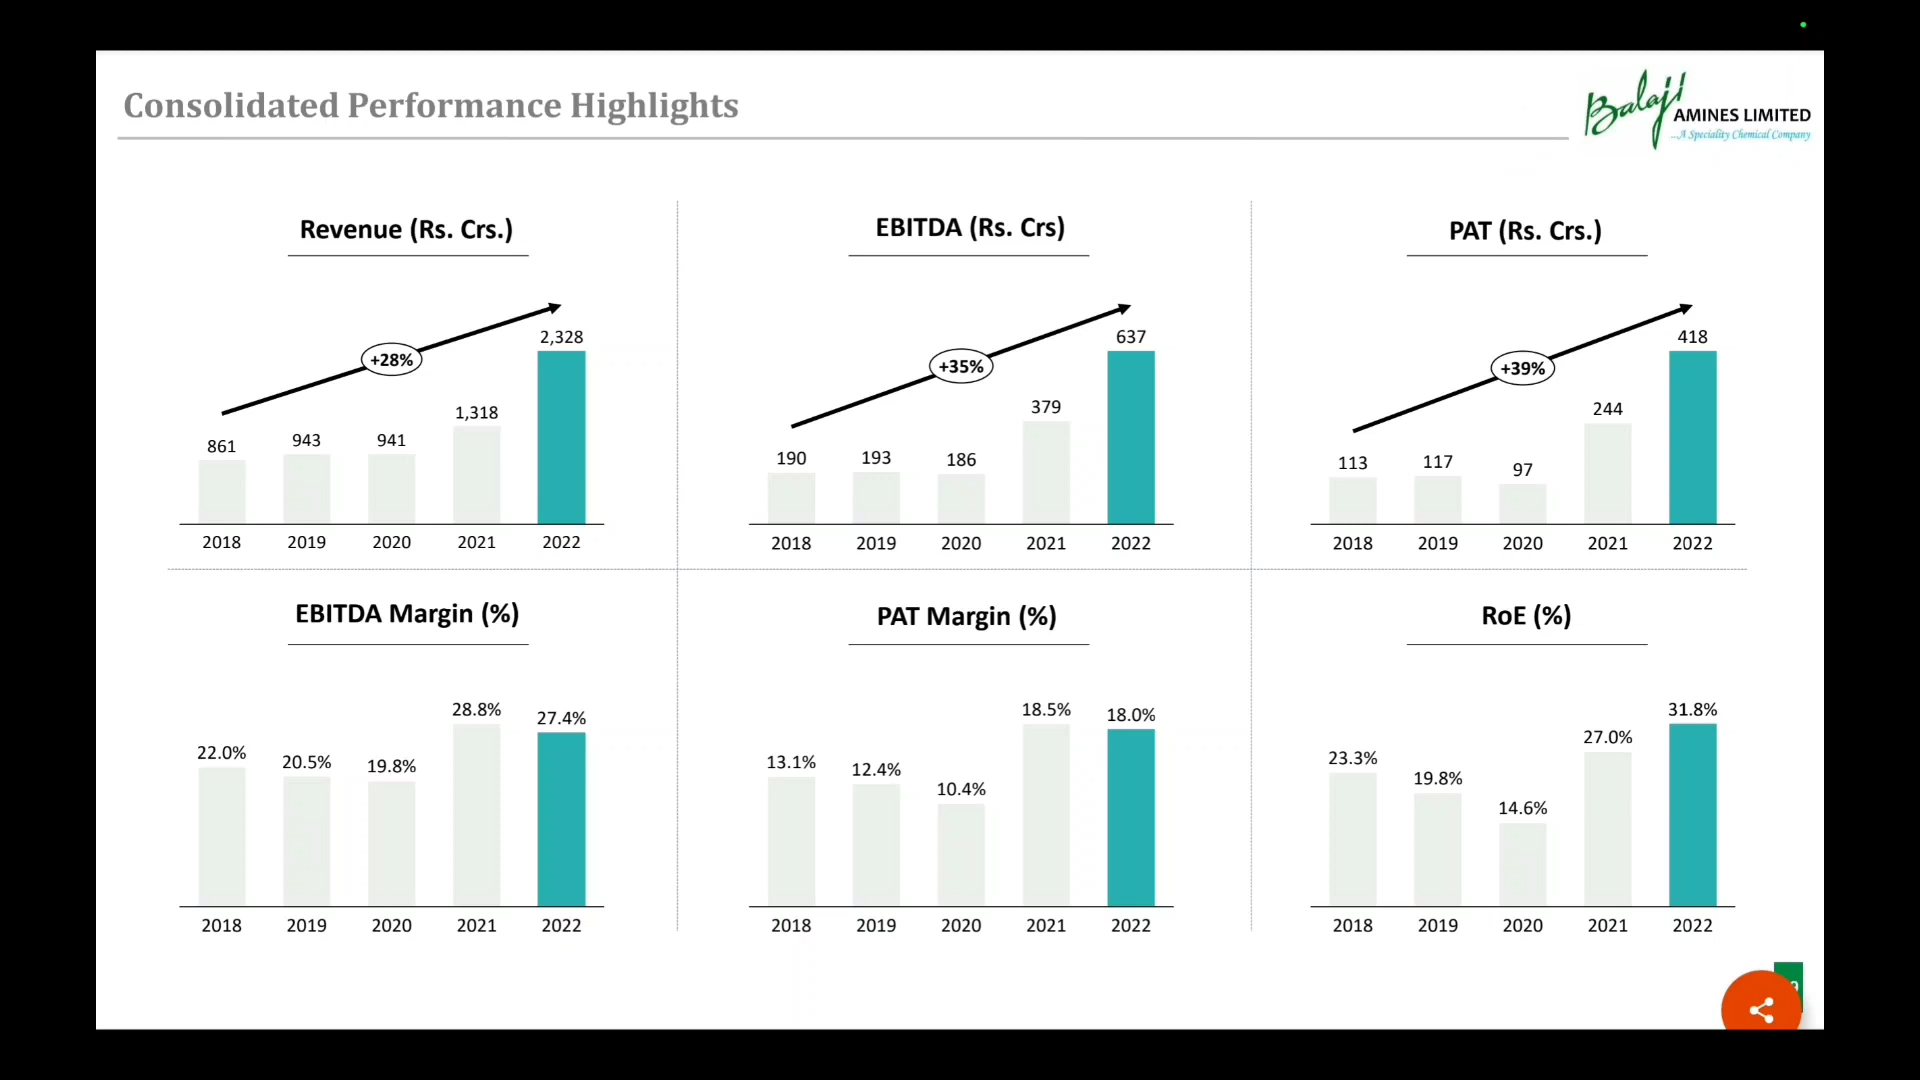 Consolidated Performance Highlights
Balaji AMINES LIMITED
...A Speciality Chemical Company
Revenue (Rs. Crs.)
+28%
861 943 941 1,318 2,328
2018 2019 2020 2021 2022
EBITDA (Rs. Crs)
+35%
190 193 186 379 637
2018 2019 2020 2021 2022
PAT (Rs. Crs.)
+39%
113 117 97 244 418
2018 2019 2020 2021 2022
EBITDA Margin (%)
22.0% 20.5% 19.8% 28.8% 27.4%
2018 2019 2020 2021 2022
PAT Margin (%)
13.1% 12.4% 10.4% 18.5% 18.0%
2018 2019 2020 2021 2022
RoE (%)
23.3% 19.8% 14.6% 27.0% 31.8%
2018 2019 2020 2021 2022